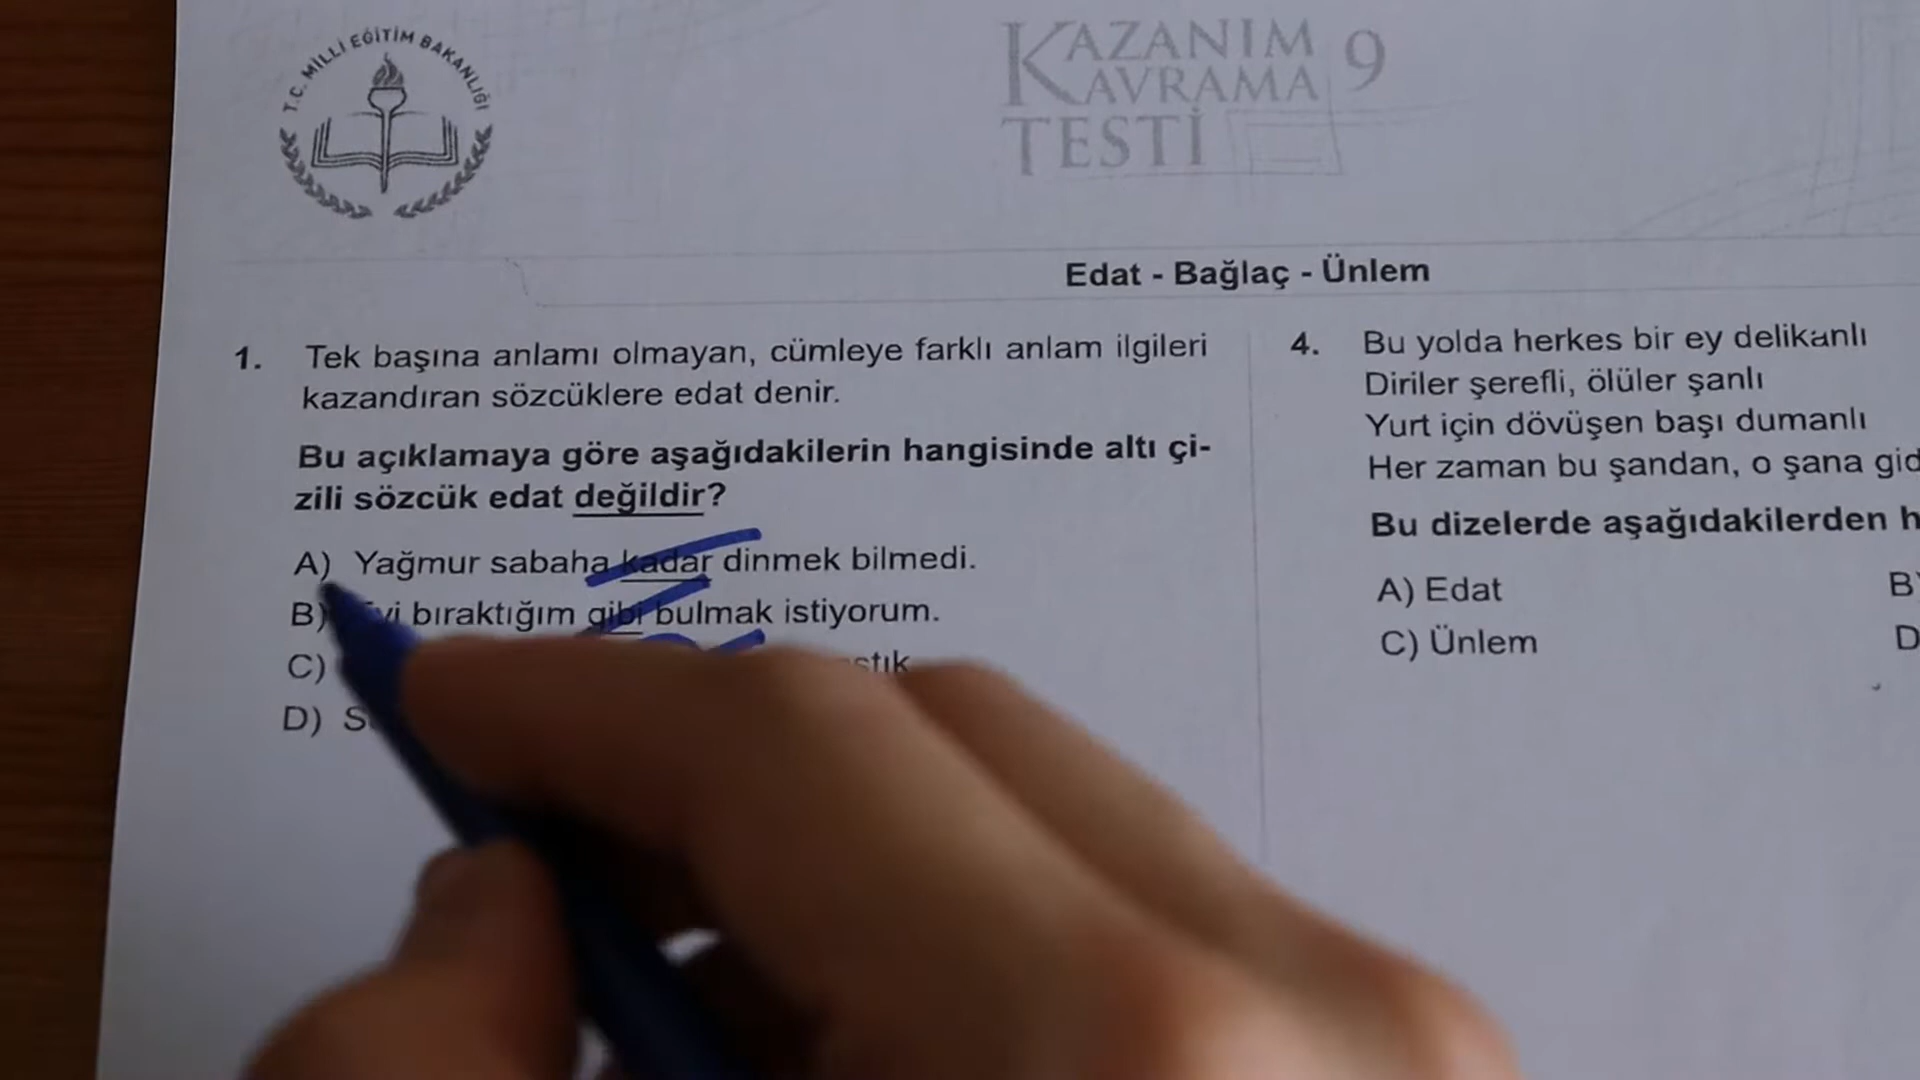 T.C. MİLLİ EĞİTİM BAKANLIĞI
KAZANIM
KAVRAMA 9
TESTİ
Edat - Bağlaç - Ünlem
1. Tek başına anlamı olmayan, cümleye farklı anlam ilgileri
kazandıran sözcüklere edat denir.
Bu açıklamaya göre aşağıdakilerin hangisinde altı çi-
zili sözcük edat değildir?
A) Yağmur sabaha kadar dinmek bilmedi.
B) bıraktığım gibi bulmak istiyorum.
C)
D)
4. Bu yolda herkes bir ey delikanlı
Diriler şerefli, ölüler şanlı
Yurt için dövüşen başı dumanlı
Her zaman bu şandan, o şana gid
Bu dizelerde aşağıdakilerden h
A) Edat
B)
C) Ünlem
D